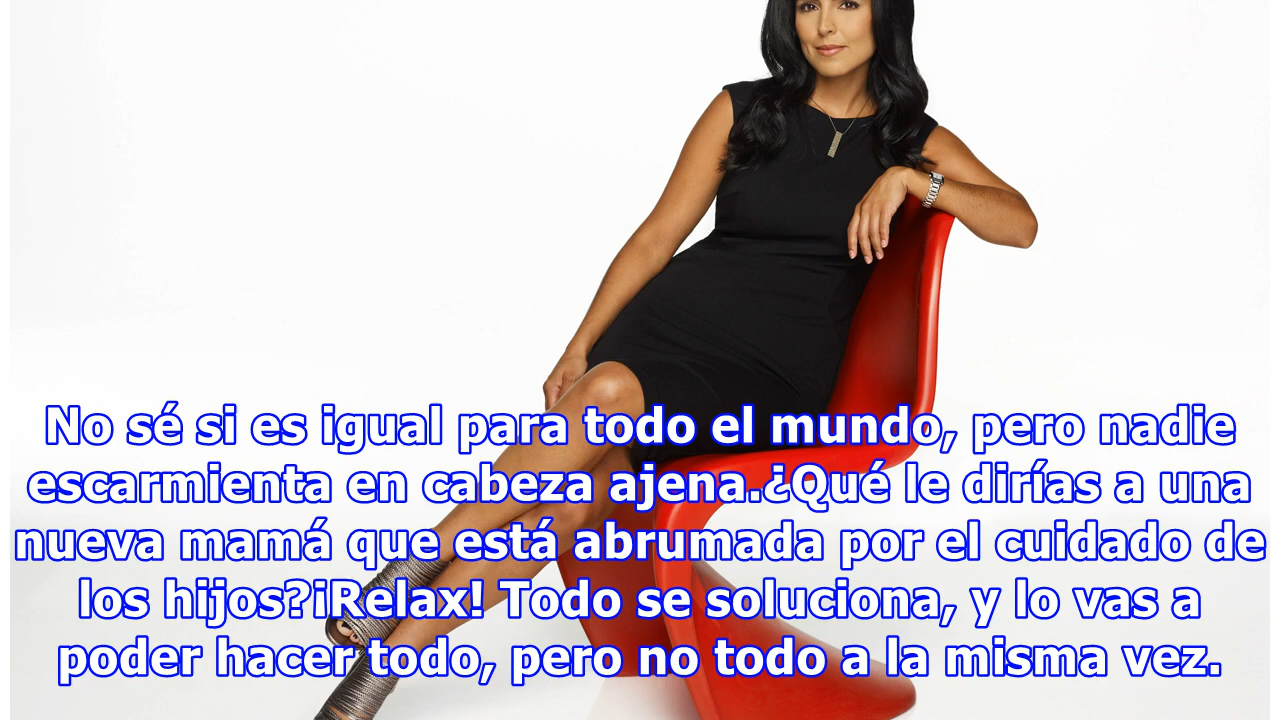 No sé si es igual para todo el mundo, pero nadie
escarmienta en cabeza ajena.¿Qué le dirías a una
nueva mamá que está abrumada por el cuidado de
los hijos?¡Relax! Todo se soluciona, y lo vas a
poder hacer todo, pero no todo a la misma vez.